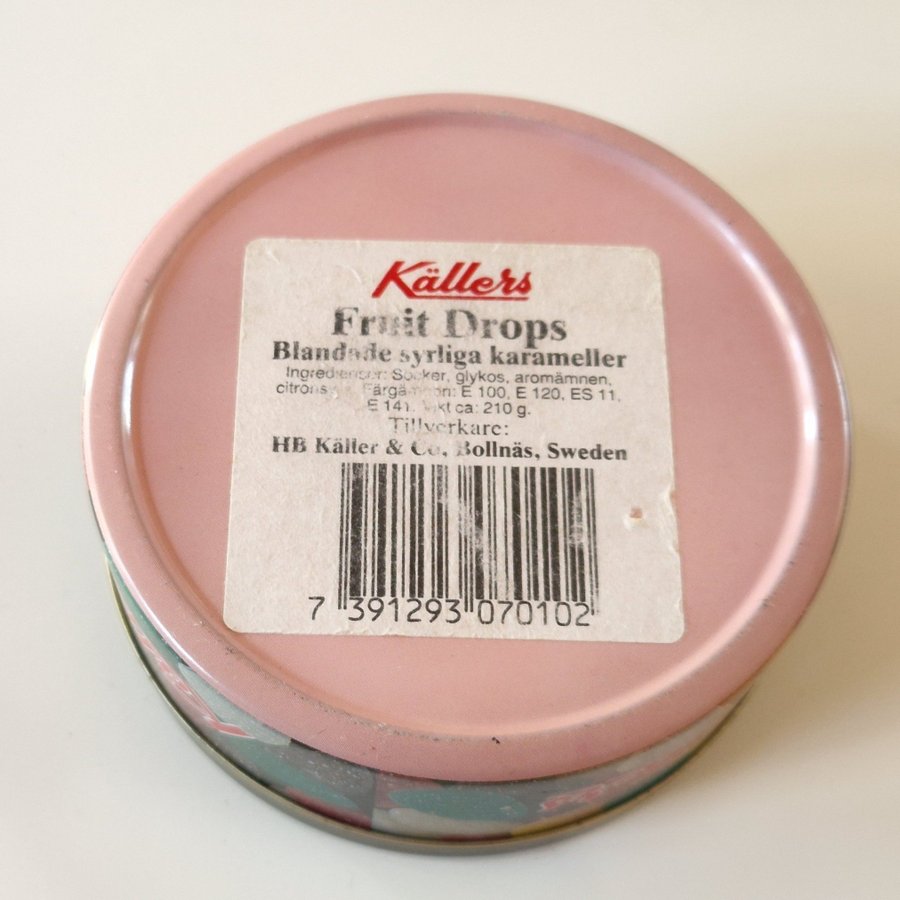 Källers
Fruit Drops
Blandade syrliga karameller
Ingredienser: Socker, glykos, aromämnen,
E 100, E 120, ES 11,
E 141. ca: 210 g.
Tillverkare:
HB Käller & Co, Bollnäs, Sweden
7 391293 070102